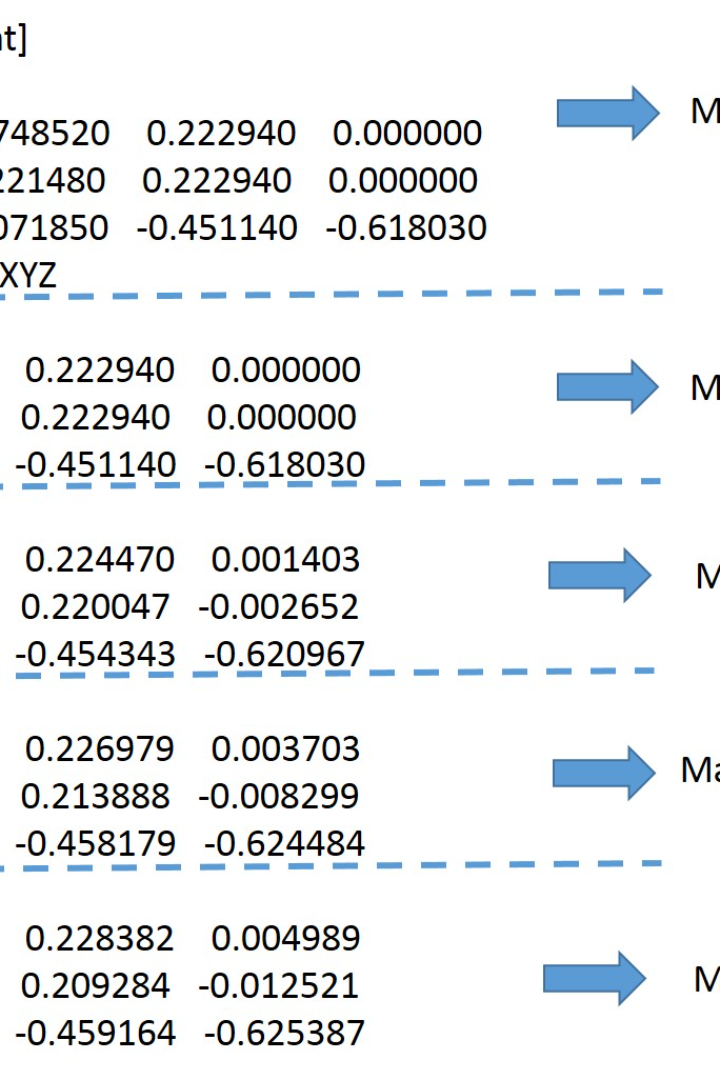 nt]
M
748520 0.222940 0.000000
221480 0.222940 0.000000
071850 -0.451140 -0.618030
XYZ
0.222940 0.000000
M
0.222940 0.000000
-0.451140 -0.618030
0.224470 0.001403
M
0.220047 -0.002652
-0.454343 -0.620967
0.226979 0.003703
Ma
0.213888 -0.008299
-0.458179 -0.624484
0.228382 0.004989
M
0.209284 -0.012521
-0.459164 -0.625387